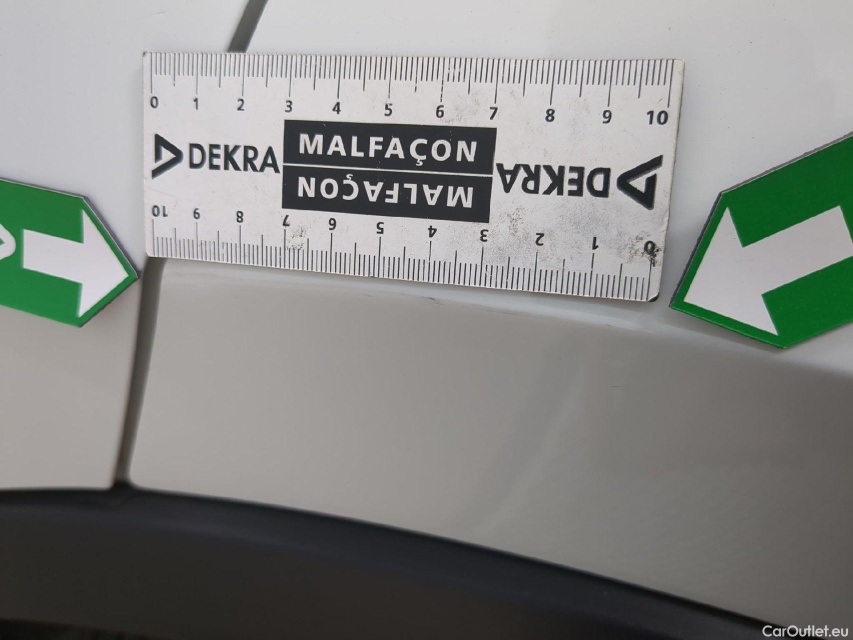 0 1 2 3 4 5 6 7 8 9 10
DEKRA MALFAÇON DEKRA
MALFAÇON
10 9 8 7 6 5 4 3 2 1 0
CarOutlet.eu